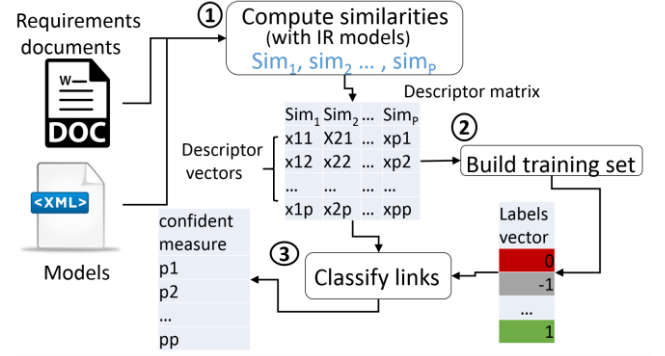 Requirements
documents
W
DOC
<XML>
Models
1
Compute similarities
(with IR models)
Sim1, sim2 ... , simP
Descriptor matrix
Sim1 Sim2 ... SimP
x11 X21 ... xp1
x12 x22 ... xp2
... ... ... ...
x1p x2p ... xpp
Descriptor
vectors
2
Build training set
Labels
vector
0
-1
...
1
3
Classify links
confident
measure
p1
p2
...
pp